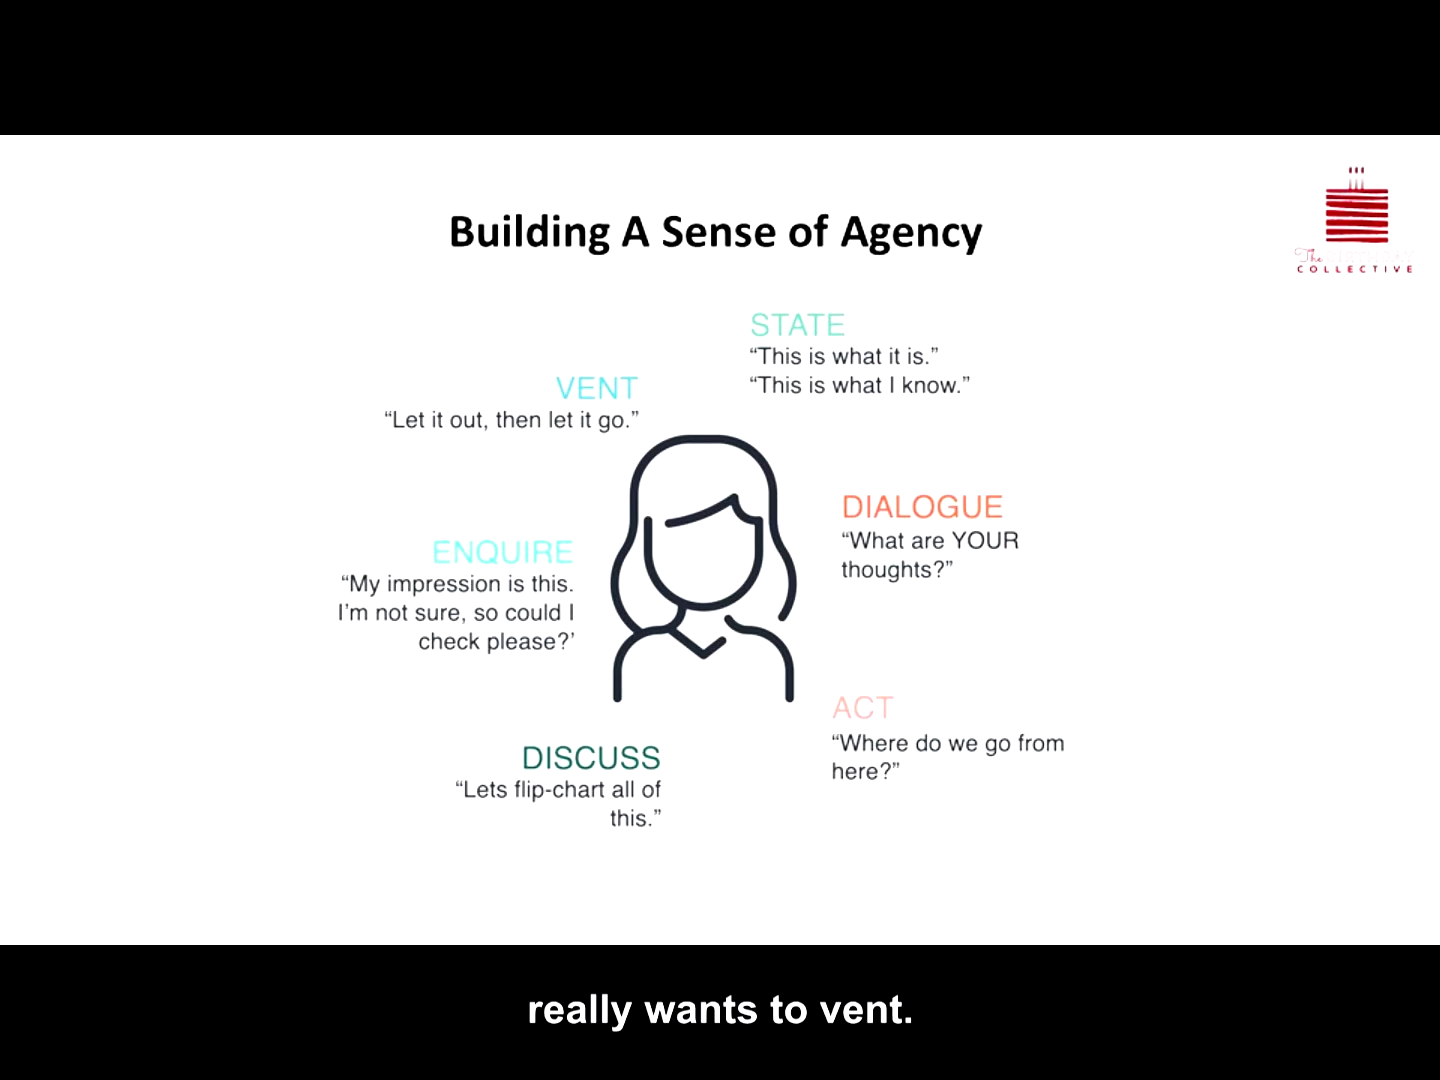 Building A Sense of Agency
The
COLLECTIVE
STATE
“This is what it is.”
“This is what I know.”
VENT
“Let it out, then let it go.”
DIALOGUE
“What are YOUR
thoughts?”
ENQUIRE
“My impression is this.
I’m not sure, so could I
check please?’
ACT
“Where do we go from
here?”
DISCUSS
“Lets flip-chart all of
this.”
really wants to vent.